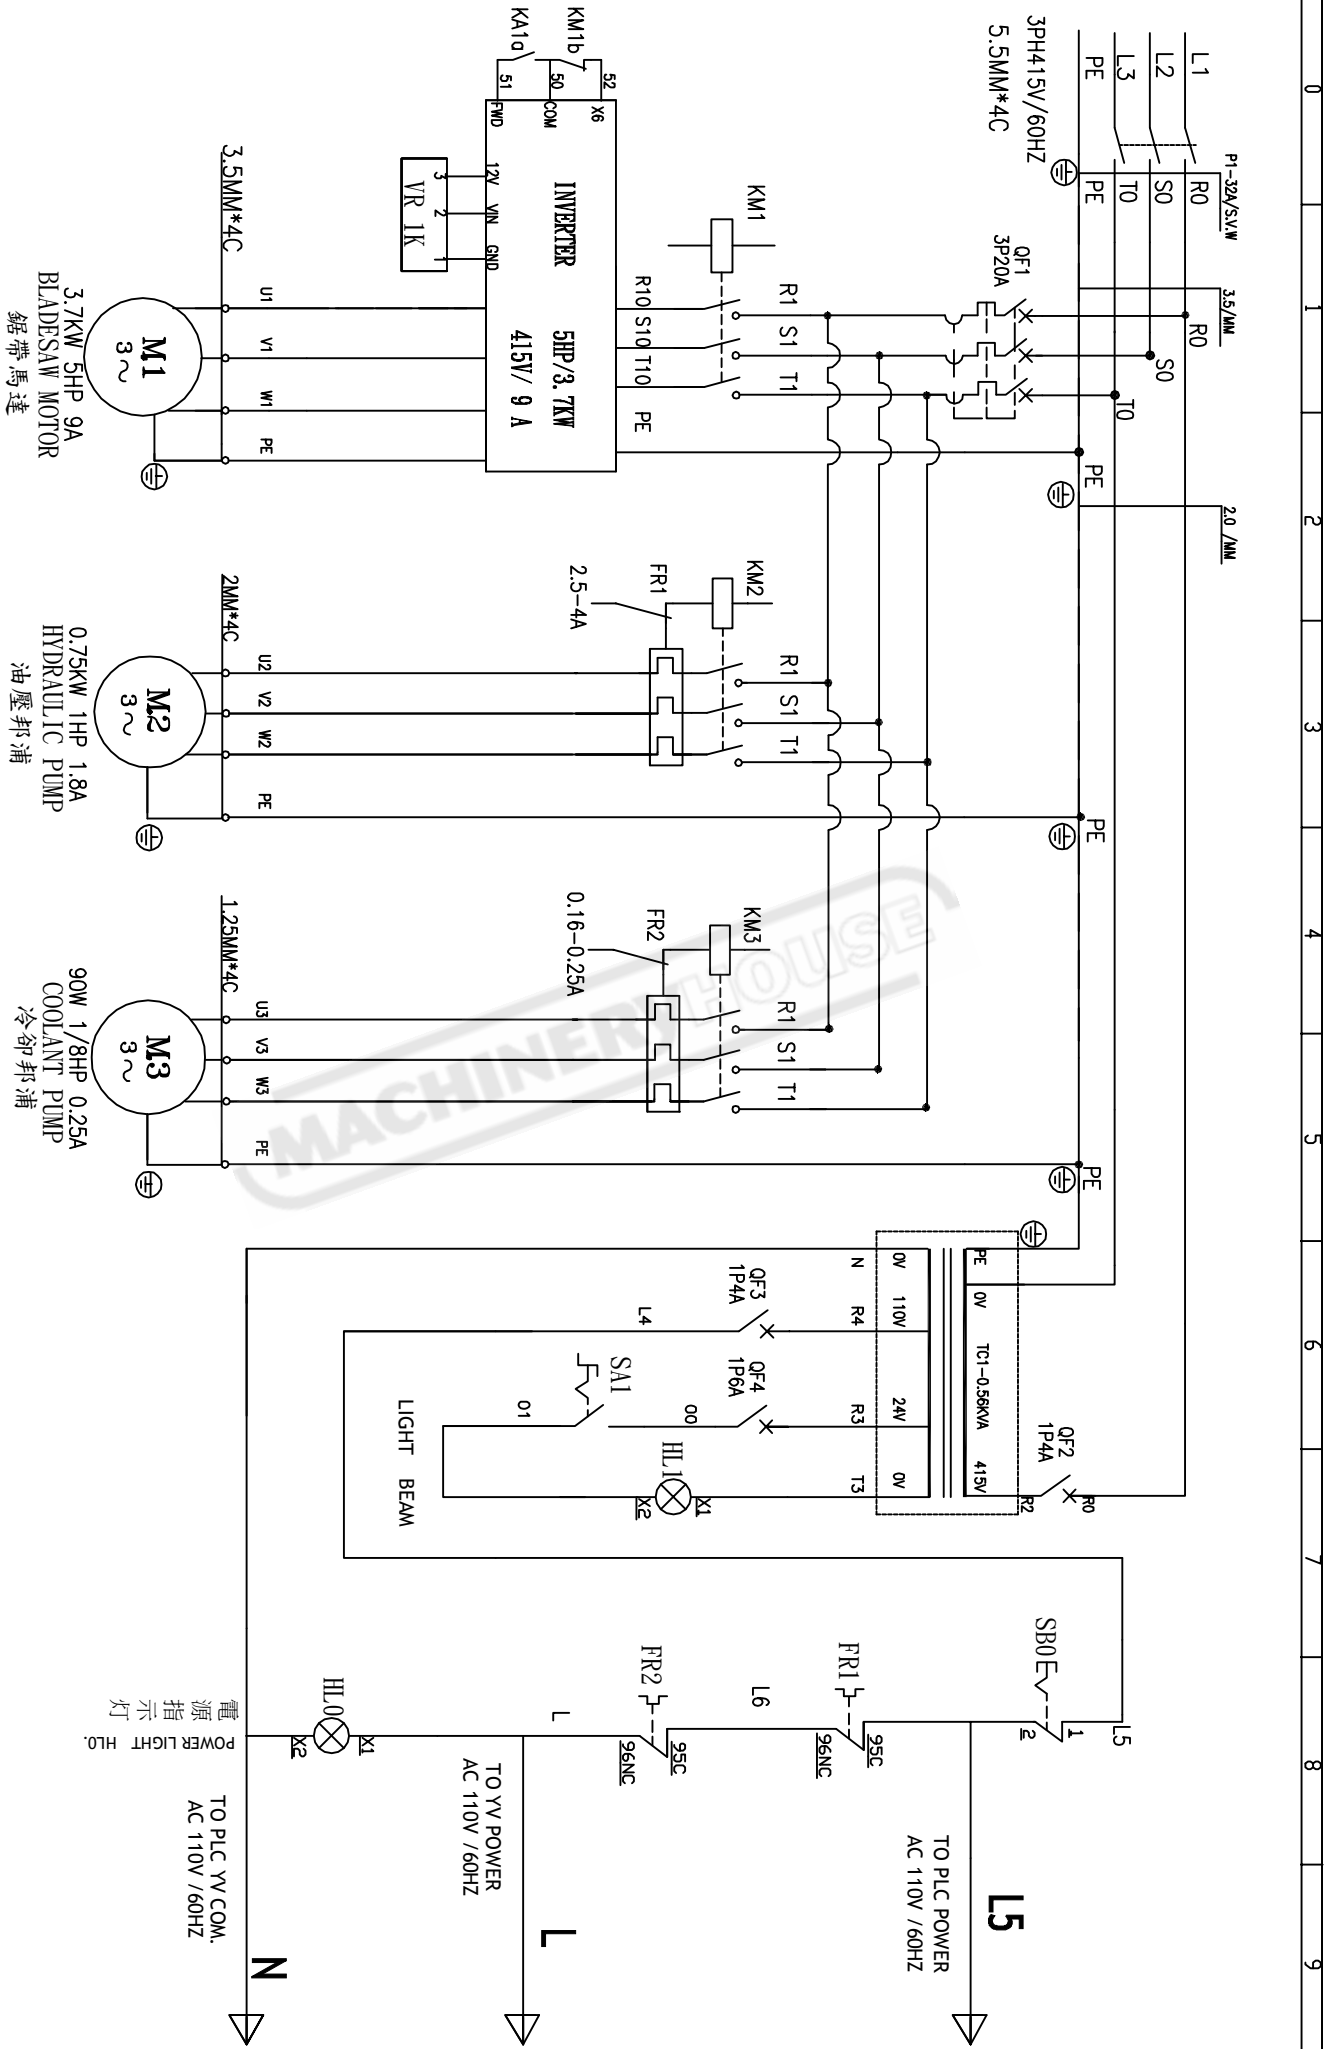 0
1
2
3
4
5
6
7
8
9
L1
L2
L3
PE
3PH415V/60HZ
5.5MM*4C
P1-32A/S.V.W
R0
S0
T0
PE
3.5/MM
2.0 /MM
QF1
3P20A
R0
S0
T0
PE
PE
PE
KM1
R1
S1
T1
R10
S10
T10
PE
KM1b
KA1a
52
50
51
X6
COM
FWD
INVERTER
5HP/3.7KW
415V/ 9 A
12V
VIN
GND
3
2
1
VR 1K
3.5MM*4C
U1
V1
W1
PE
M1
3~
3.7KW 5HP 9A
BLADESAW MOTOR
鋸帶馬達
KM2
R1
S1
T1
FR1
2.5-4A
2MM*4C
U2
V2
W2
PE
M2
3~
0.75KW 1HP 1.8A
HYDRAULIC PUMP
油壓邦浦
KM3
R1
S1
T1
FR2
0.16-0.25A
1.25MM*4C
U3
V3
W3
PE
M3
3~
90W 1/8HP 0.25A
COOLANT PUMP
冷卻邦浦
MACHINERYHOUSE
PE
0V
TC1-0.56KVA
415V
QF2
1P4A
R0
R2
0V
110V
24V
0V
N
R4
R3
T3
QF3
1P4A
QF4
1P6A
L4
00
SA1
01
HL1
X1
X2
LIGHT BEAM
L5
SB0
1
2
FR1
95C
96NC
L6
FR2
95C
96NC
L
HL0
X1
X2
電源指示灯
POWER LIGHT HL0.
TO PLC POWER
AC 110V /60HZ
L5
TO YV POWER
AC 110V /60HZ
L
TO PLC YV COM.
AC 110V /60HZ
N